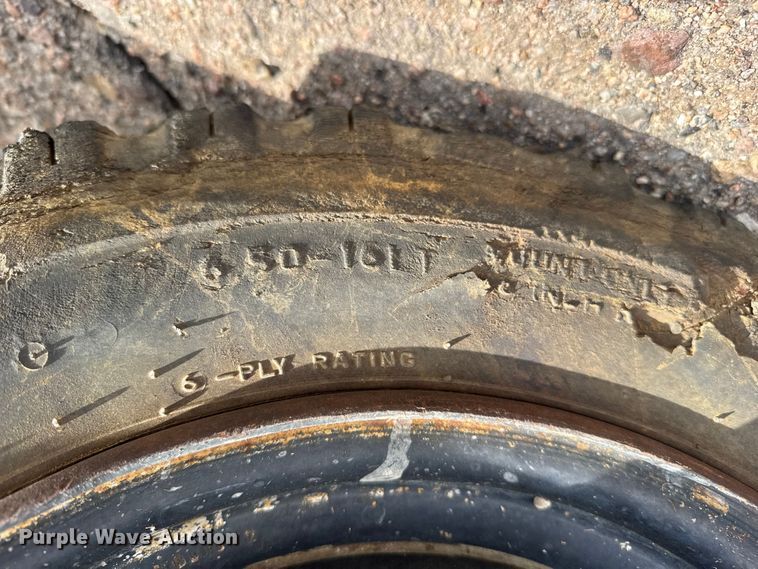 6 50-16LT
6-PLY RATING
Purple Wave Auction